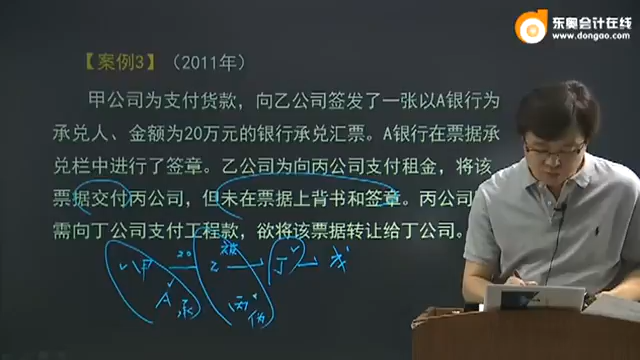 东奥会计在线
www.dongao.com
【案例3】（2011年）
甲公司为支付货款，向乙公司签发了一张以A银行为
承兑人、金额为20万元的银行承兑汇票。A银行在票据承
兑栏中进行了签章。乙公司为向丙公司支付租金，将该
票据交付丙公司，但未在票据上背书和签章。丙公司
需向丁公司支付工程款，欲将该票据转让给丁公司。
甲 20 乙 丁 戊
A 承 丙